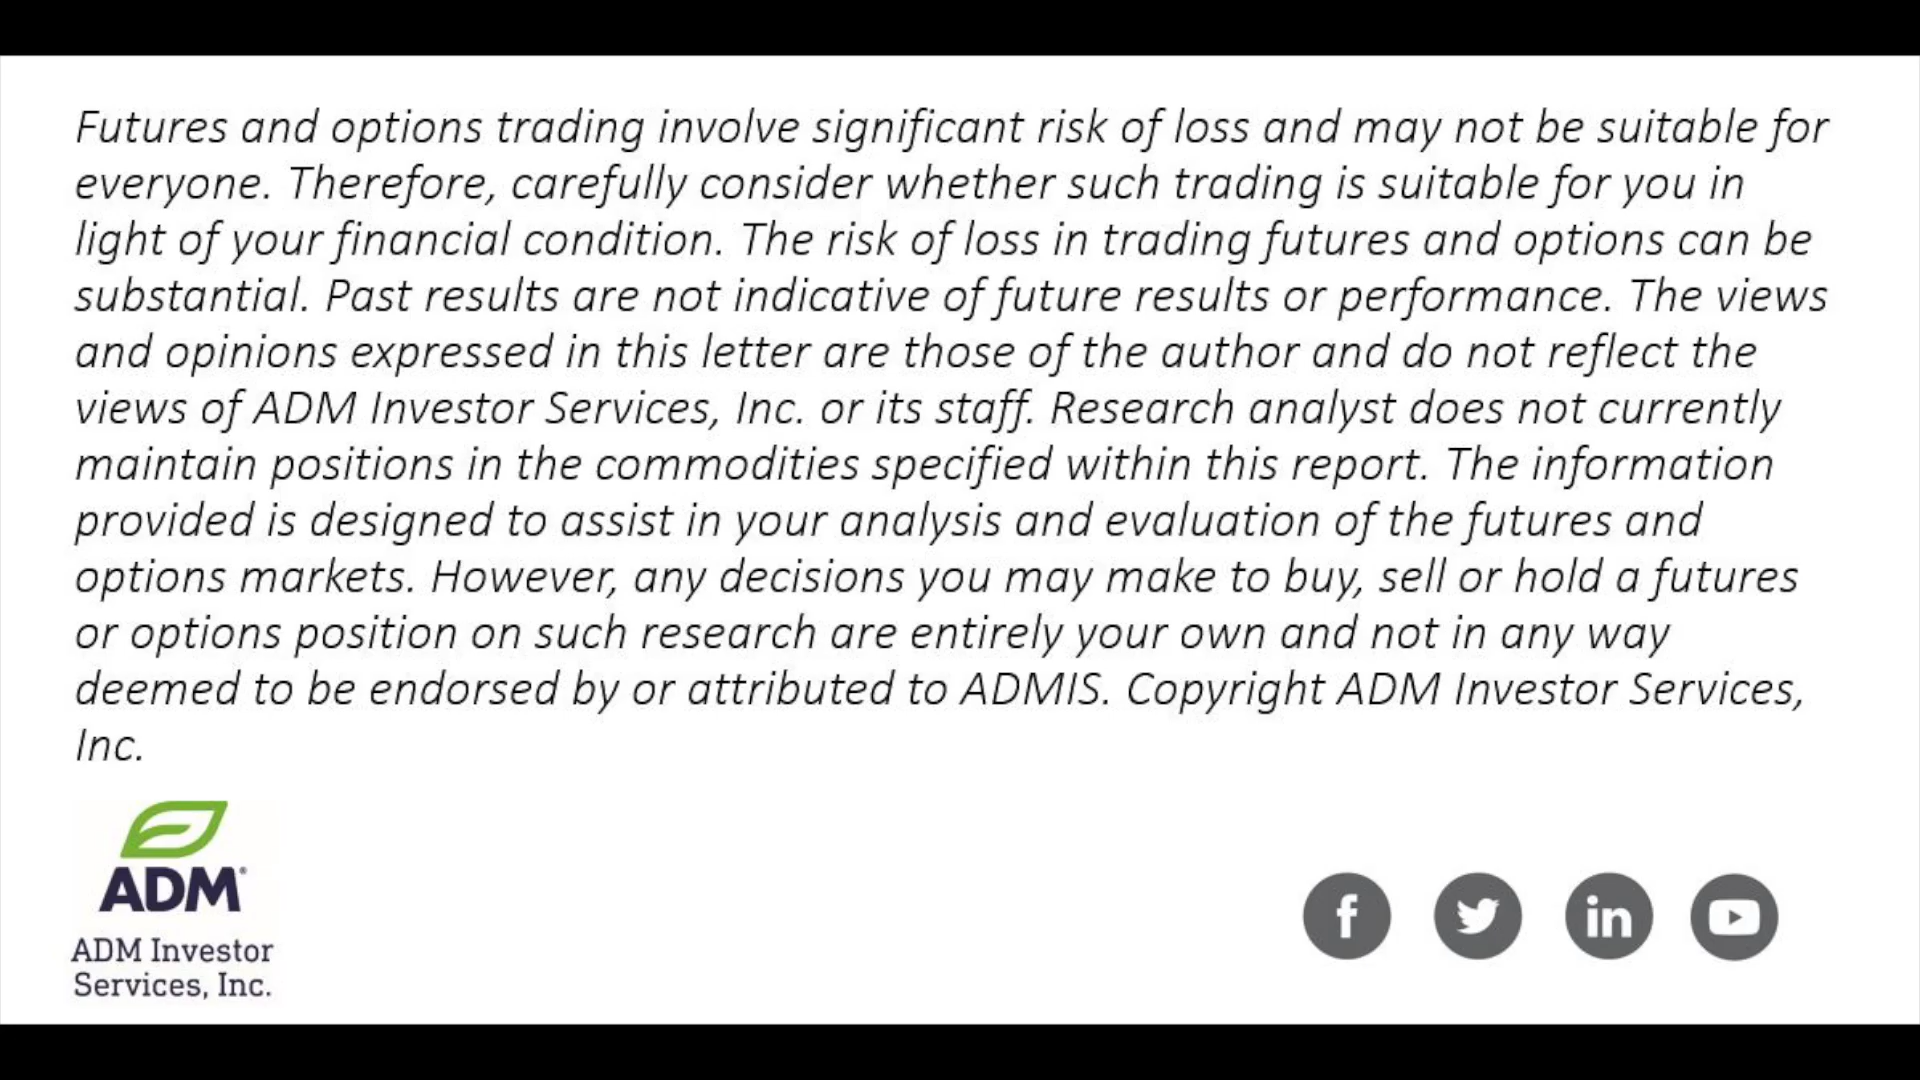 Futures and options trading involve significant risk of loss and may not be suitable for
everyone. Therefore, carefully consider whether such trading is suitable for you in
light of your financial condition. The risk of loss in trading futures and options can be
substantial. Past results are not indicative of future results or performance. The views
and opinions expressed in this letter are those of the author and do not reflect the
views of ADM Investor Services, Inc. or its staff. Research analyst does not currently
maintain positions in the commodities specified within this report. The information
provided is designed to assist in your analysis and evaluation of the futures and
options markets. However, any decisions you may make to buy, sell or hold a futures
or options position on such research are entirely your own and not in any way
deemed to be endorsed by or attributed to ADMIS. Copyright ADM Investor Services,
Inc.
ADM®
ADM Investor
Services, Inc.
f
in